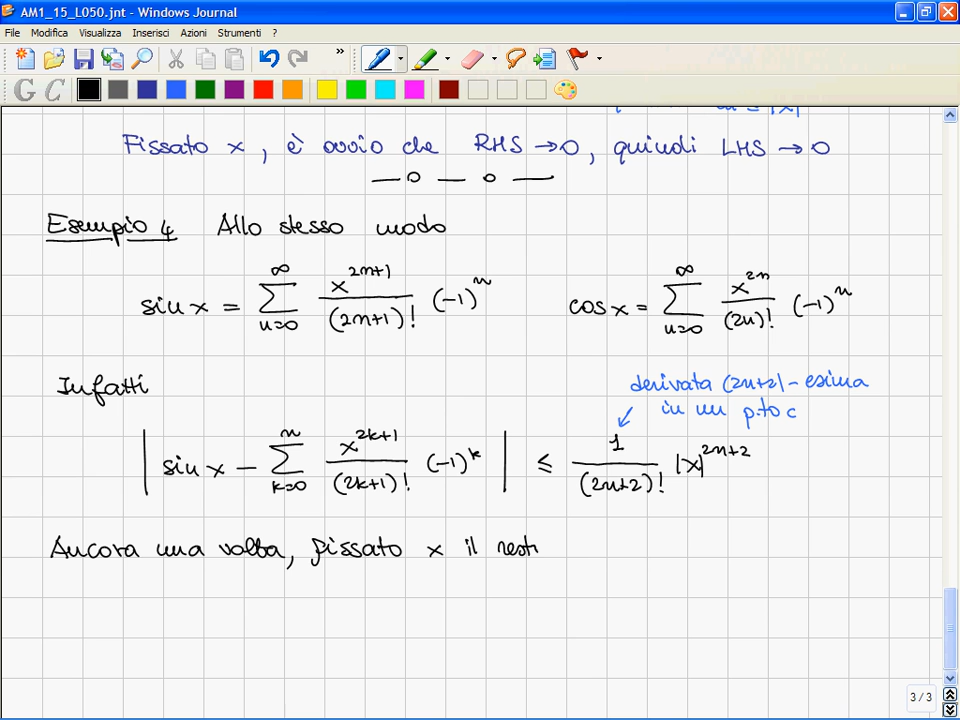 AM1_15_L050.jnt - Windows Journal
File Modifica Visualizza Inserisci Azioni Strumenti ?
G C
Fissato x, è ovvio che RHS → 0, quindi LHS → 0
— o — o —
Esempio 4 Allo stesso modo
sin x = ∑_{n=0}^{∞} x^{2n+1}/(2n+1)! (-1)^n cos x = ∑_{n=0}^{∞} x^{2n}/(2n)! (-1)^n
Infatti
derivata (2n+2)-esima
in un p.to c
| sin x − ∑_{k=0}^{n} x^{2k+1}/(2k+1)! (-1)^k | ≤ 1/(2n+2)! |x|^{2n+2}
Ancora una volta, fissato x il rest
3 / 3